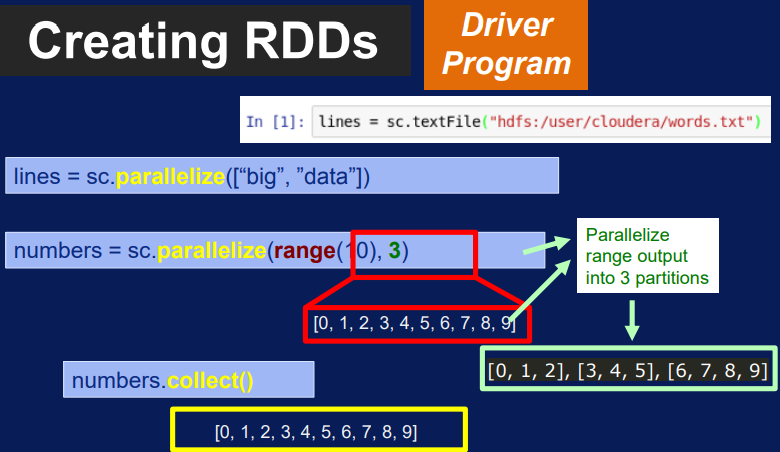 Creating RDDs
Driver
Program
In [1]: lines = sc.textFile("hdfs:/user/cloudera/words.txt")
lines = sc.parallelize([“big”, ”data”])
numbers = sc.parallelize(range(10), 3)
Parallelize
range output
into 3 partitions
[0, 1, 2, 3, 4, 5, 6, 7, 8, 9]
[0, 1, 2], [3, 4, 5], [6, 7, 8, 9]
numbers.collect()
[0, 1, 2, 3, 4, 5, 6, 7, 8, 9]